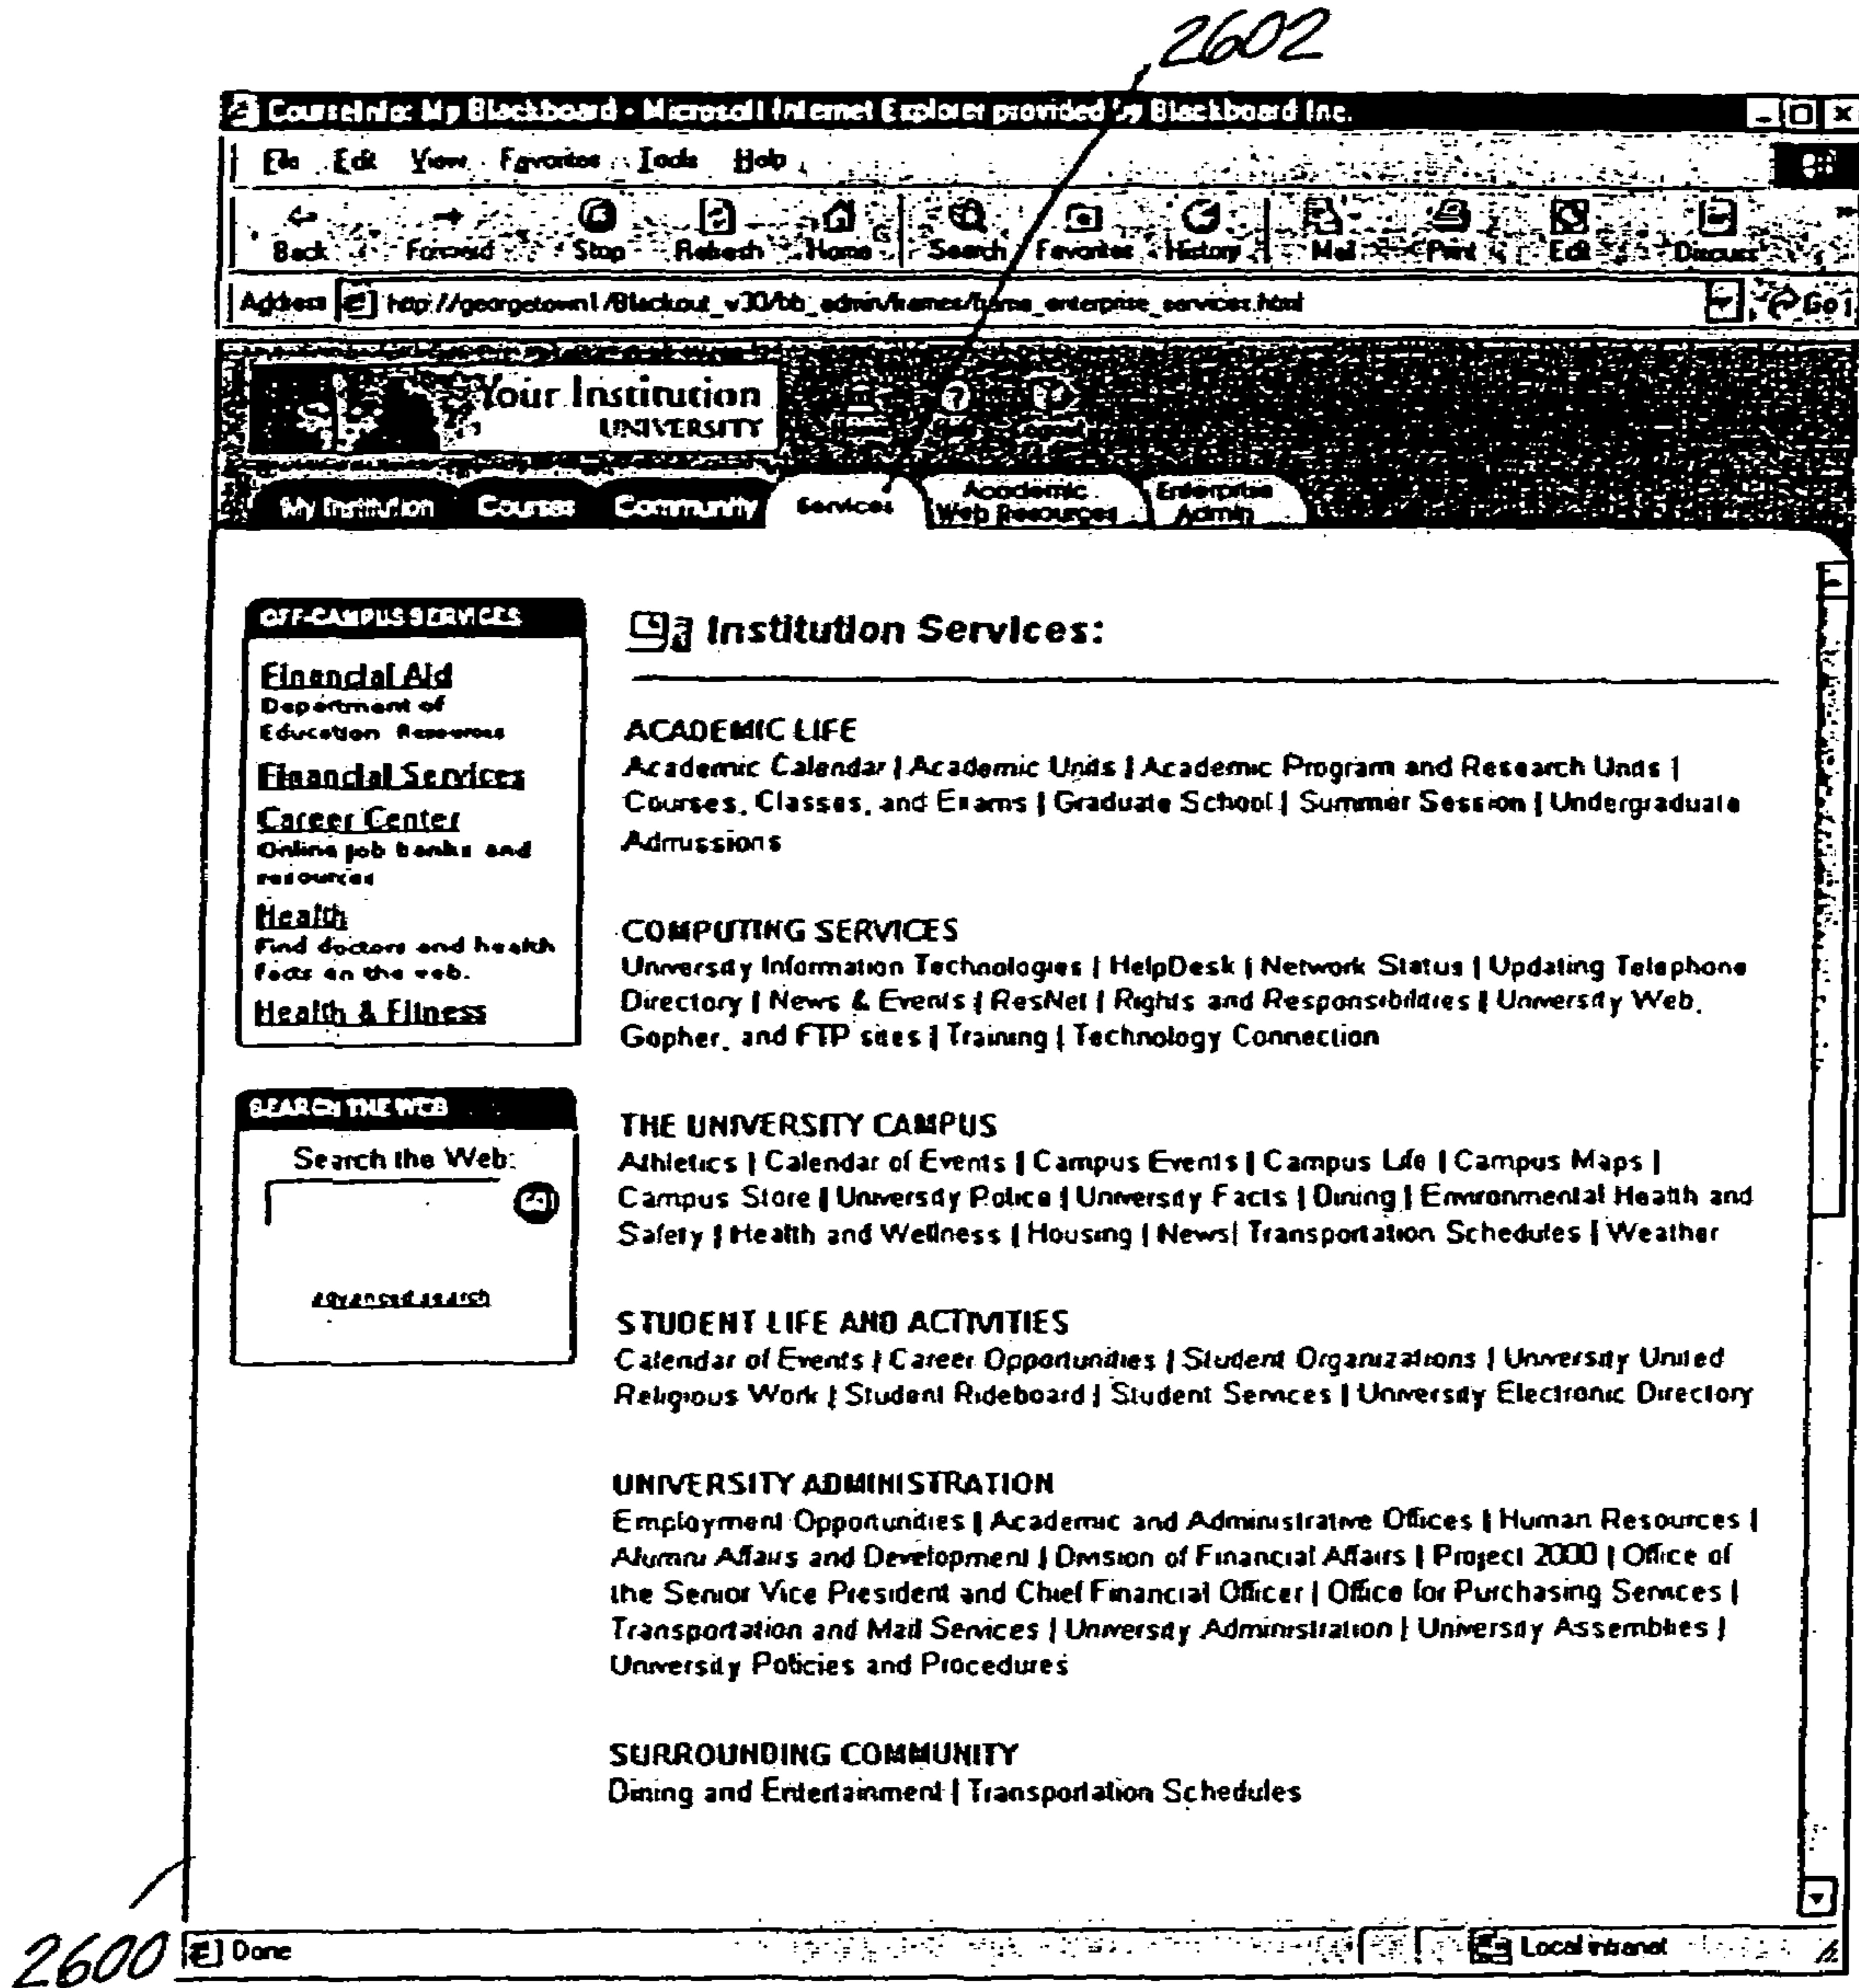 2602
CourseInfo: My Blackboard - Microsoft Internet Explorer provided by Blackboard Inc.
File Edit View Favorites Tools Help
Back Forward Stop Refresh Home Search Favorites History Mail Print Edit Discuss
Address http://georgetown1/Blackout_v30/bb_admin/frames/frame_enterprise_services.html Go
Your Institution
UNIVERSITY
My Institution Courses Community Services Academic Web Resources Enterprise Admin
OFF-CAMPUS SERVICES
Financial Aid
Department of
Education Resources
Financial Services
Career Center
Online job banks and
resources
Health
Find doctors and health
facts on the web.
Health & Fitness
SEARCH THE WEB
Search the Web:
advanced search
Institution Services:
ACADEMIC LIFE
Academic Calendar | Academic Units | Academic Program and Research Units |
Courses, Classes, and Exams | Graduate School | Summer Session | Undergraduate
Admissions
COMPUTING SERVICES
University Information Technologies | HelpDesk | Network Status | Updating Telephone
Directory | News & Events | ResNet | Rights and Responsibilities | University Web,
Gopher, and FTP sites | Training | Technology Connection
THE UNIVERSITY CAMPUS
Athletics | Calendar of Events | Campus Events | Campus Life | Campus Maps |
Campus Store | University Police | University Facts | Dining | Environmental Health and
Safety | Health and Wellness | Housing | News| Transportation Schedules | Weather
STUDENT LIFE AND ACTIVITIES
Calendar of Events | Career Opportunities | Student Organizations | University United
Religious Work | Student Rideboard | Student Services | University Electronic Directory
UNIVERSITY ADMINISTRATION
Employment Opportunities | Academic and Administrative Offices | Human Resources |
Alumni Affairs and Development | Division of Financial Affairs | Project 2000 | Office of
the Senior Vice President and Chief Financial Officer | Office for Purchasing Services |
Transportation and Mail Services | University Administration | University Assemblies |
University Policies and Procedures
SURROUNDING COMMUNITY
Dining and Entertainment | Transportation Schedules
2600
Done Local intranet